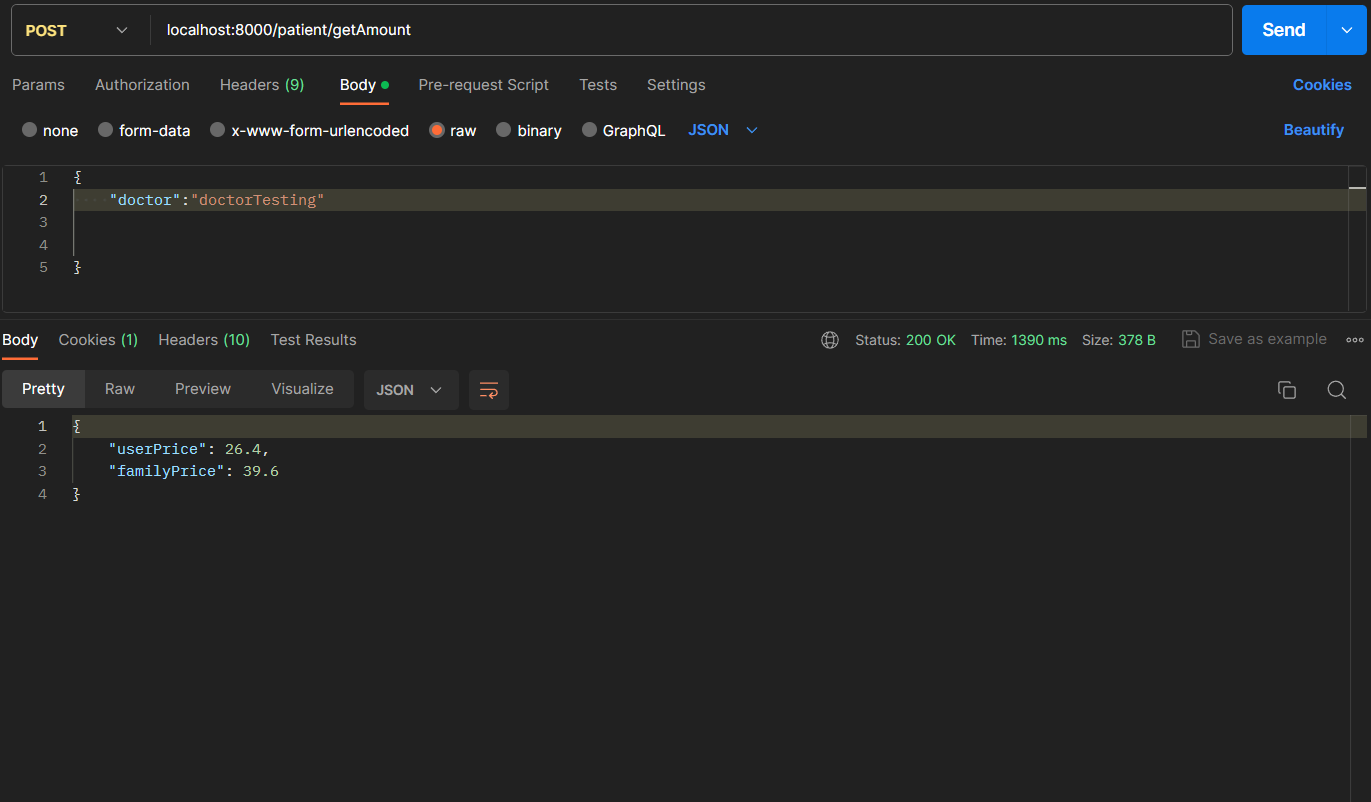 POST localhost:8000/patient/getAmount Send
Params Authorization Headers (9) Body Pre-request Script Tests Settings Cookies
none form-data x-www-form-urlencoded raw binary GraphQL JSON Beautify
1 {
2 "doctor":"doctorTesting"
3
4
5 }
Body Cookies (1) Headers (10) Test Results Status: 200 OK Time: 1390 ms Size: 378 B Save as example
Pretty Raw Preview Visualize JSON
1 {
2 "userPrice": 26.4,
3 "familyPrice": 39.6
4 }